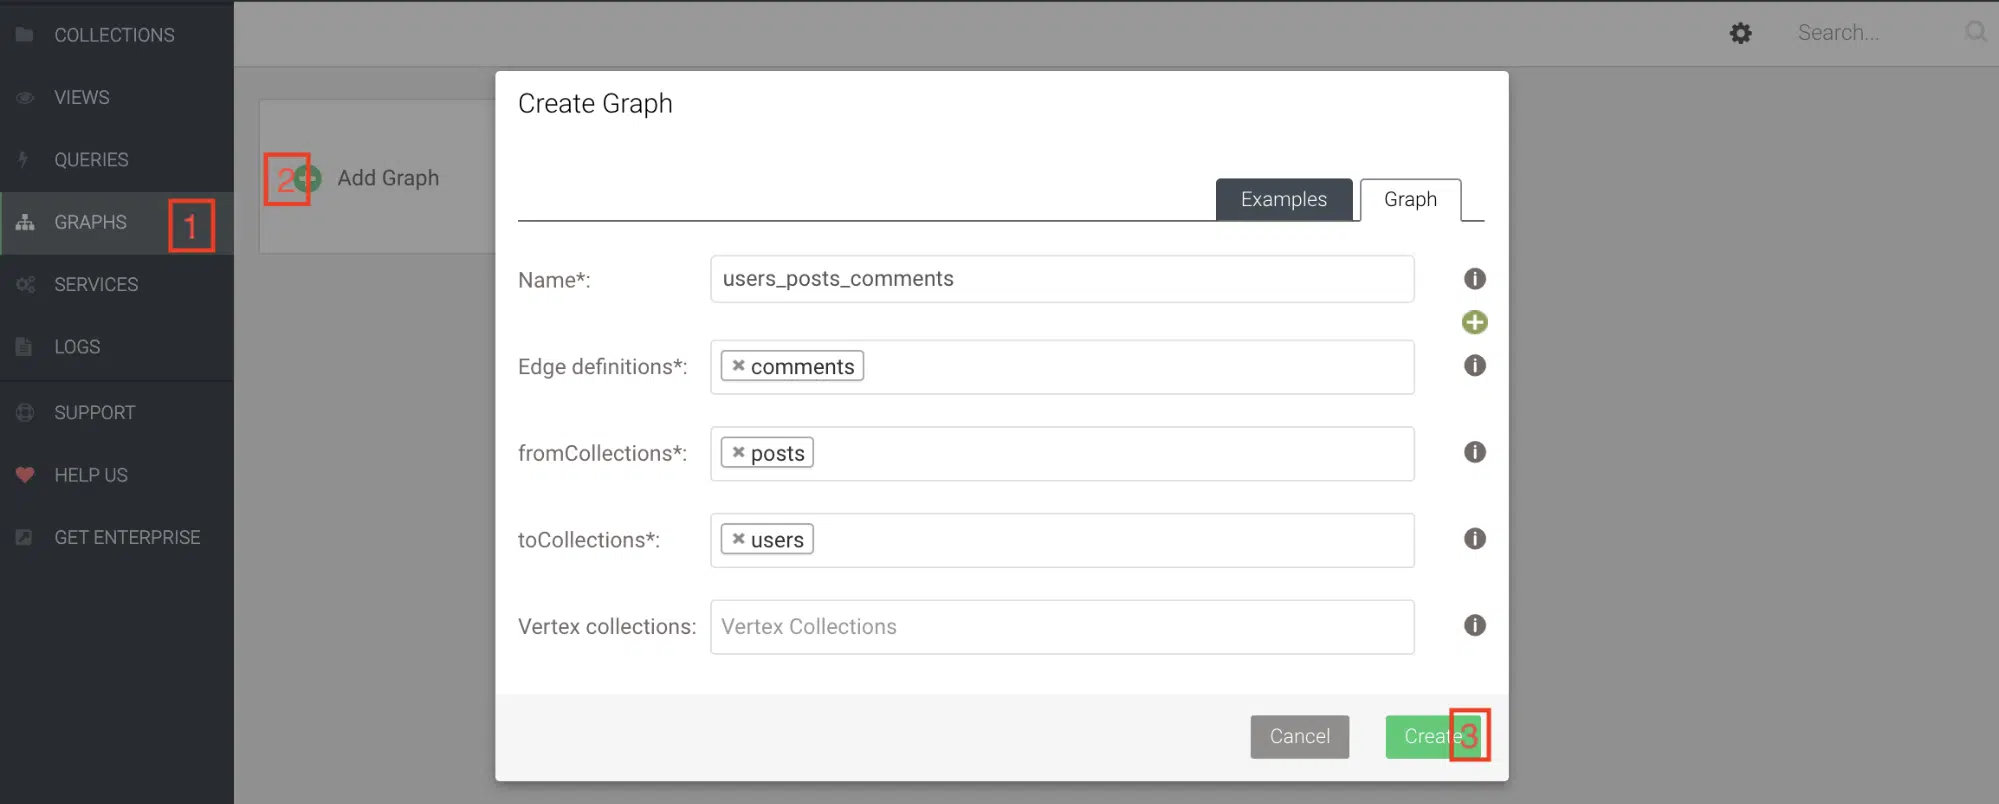 COLLECTIONS
VIEWS
QUERIES
GRAPHS 1
SERVICES
LOGS
SUPPORT
HELP US
GET ENTERPRISE
Search...
2 Add Graph
Create Graph
Examples Graph
Name*: users_posts_comments
Edge definitions*: comments
fromCollections*: posts
toCollections*: users
Vertex collections: Vertex Collections
Cancel Create 3